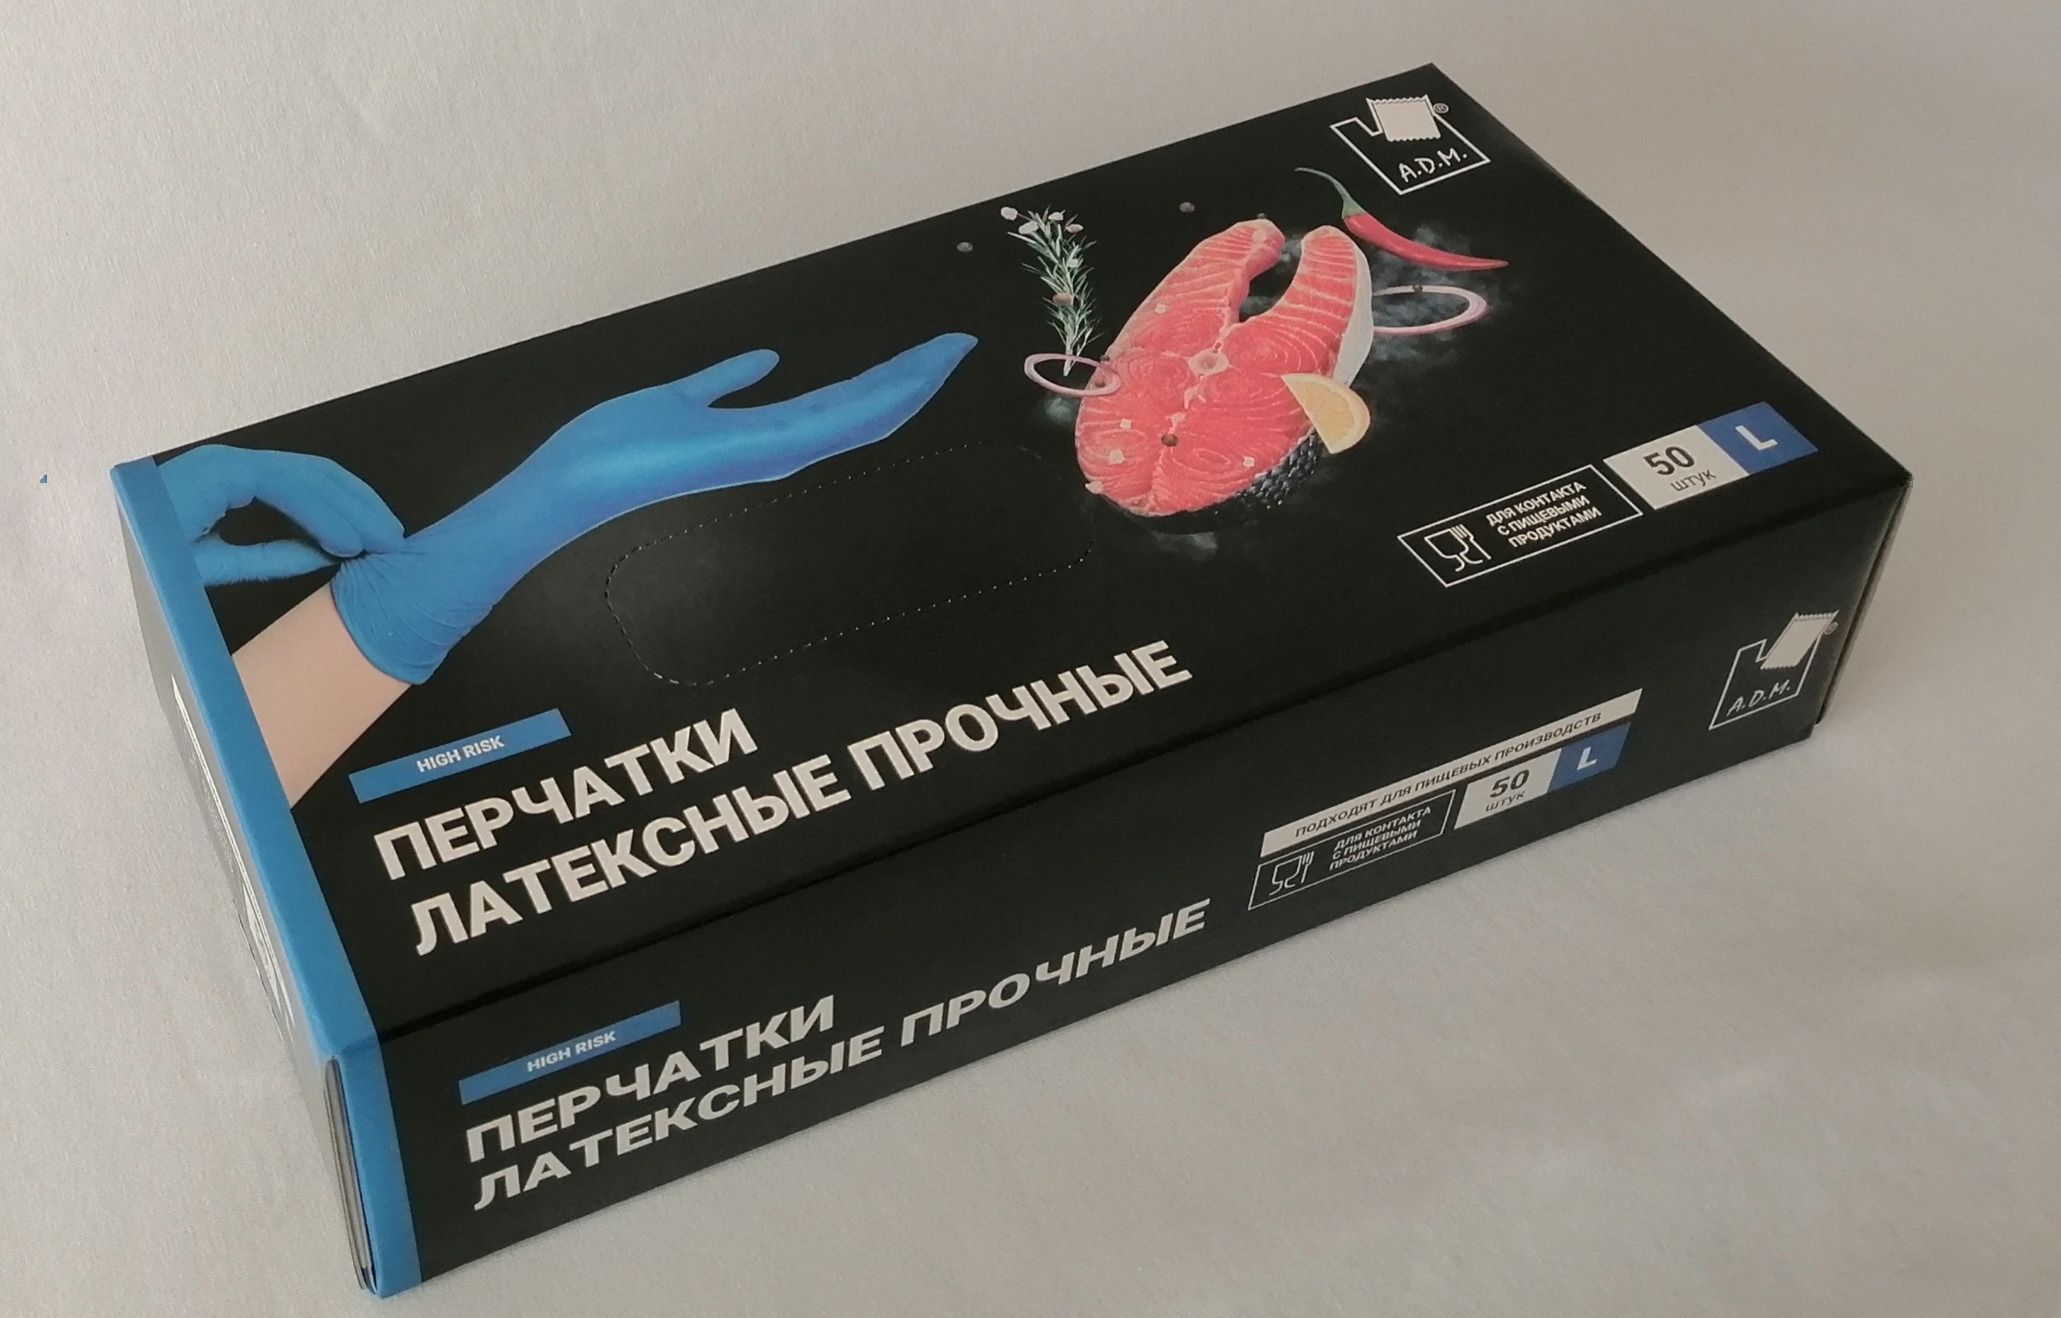 A.D.M.
®
L
50
штук
ДЛЯ КОНТАКТА
С ПИЩЕВЫМИ
ПРОДУКТАМИ
HIGH RISK
ПЕРЧАТКИ
ЛАТЕКСНЫЕ ПРОЧНЫЕ
A.D.M.
®
ПОДХОДЯТ ДЛЯ ПИЩЕВЫХ ПРОИЗВОДСТВ
ДЛЯ КОНТАКТА
С ПИЩЕВЫМИ
ПРОДУКТАМИ
50
штук
L
HIGH RISK
ПЕРЧАТКИ
ЛАТЕКСНЫЕ ПРОЧНЫЕ